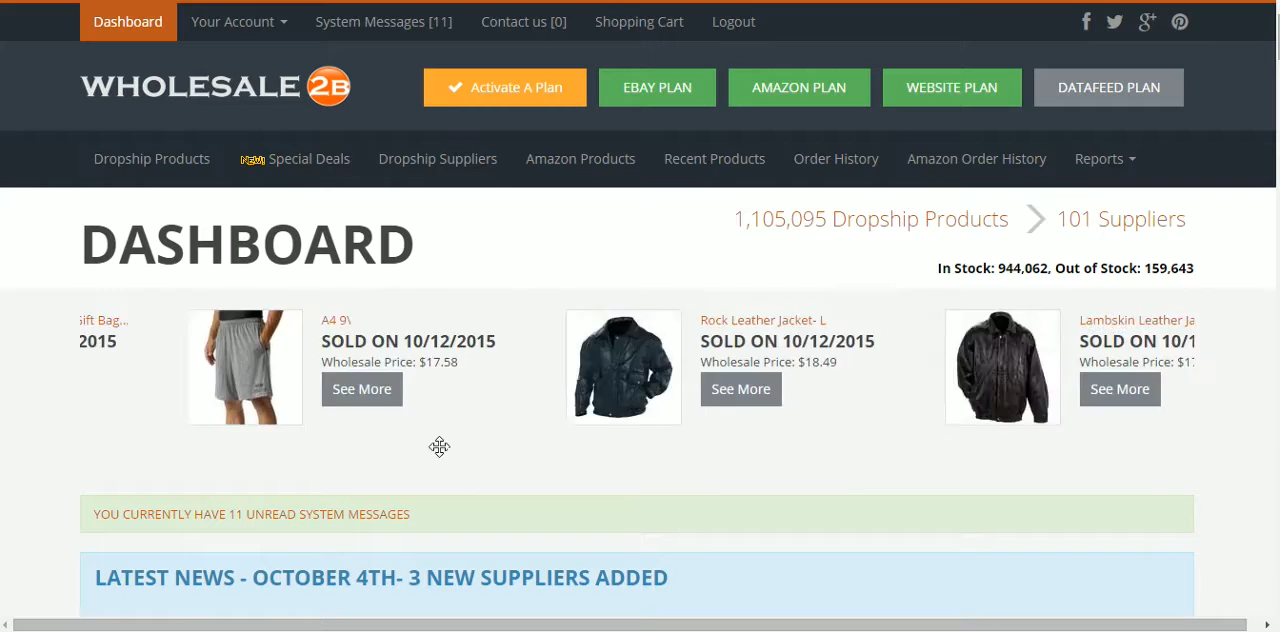 Dashboard Your Account System Messages [11] Contact us [0] Shopping Cart Logout
WHOLESALE 2B Activate A Plan EBAY PLAN AMAZON PLAN WEBSITE PLAN DATAFEED PLAN
Dropship Products NEW! Special Deals Dropship Suppliers Amazon Products Recent Products Order History Amazon Order History Reports
1,105,095 Dropship Products 101 Suppliers
DASHBOARD
In Stock: 944,062, Out of Stock: 159,643
Gift Bag... A4 9\ Rock Leather Jacket- L Lambskin Leather Ja
2015 SOLD ON 10/12/2015 SOLD ON 10/12/2015 SOLD ON 10/1
Wholesale Price: $17.58 Wholesale Price: $18.49 Wholesale Price: $17
See More See More See More
YOU CURRENTLY HAVE 11 UNREAD SYSTEM MESSAGES
LATEST NEWS - OCTOBER 4TH- 3 NEW SUPPLIERS ADDED